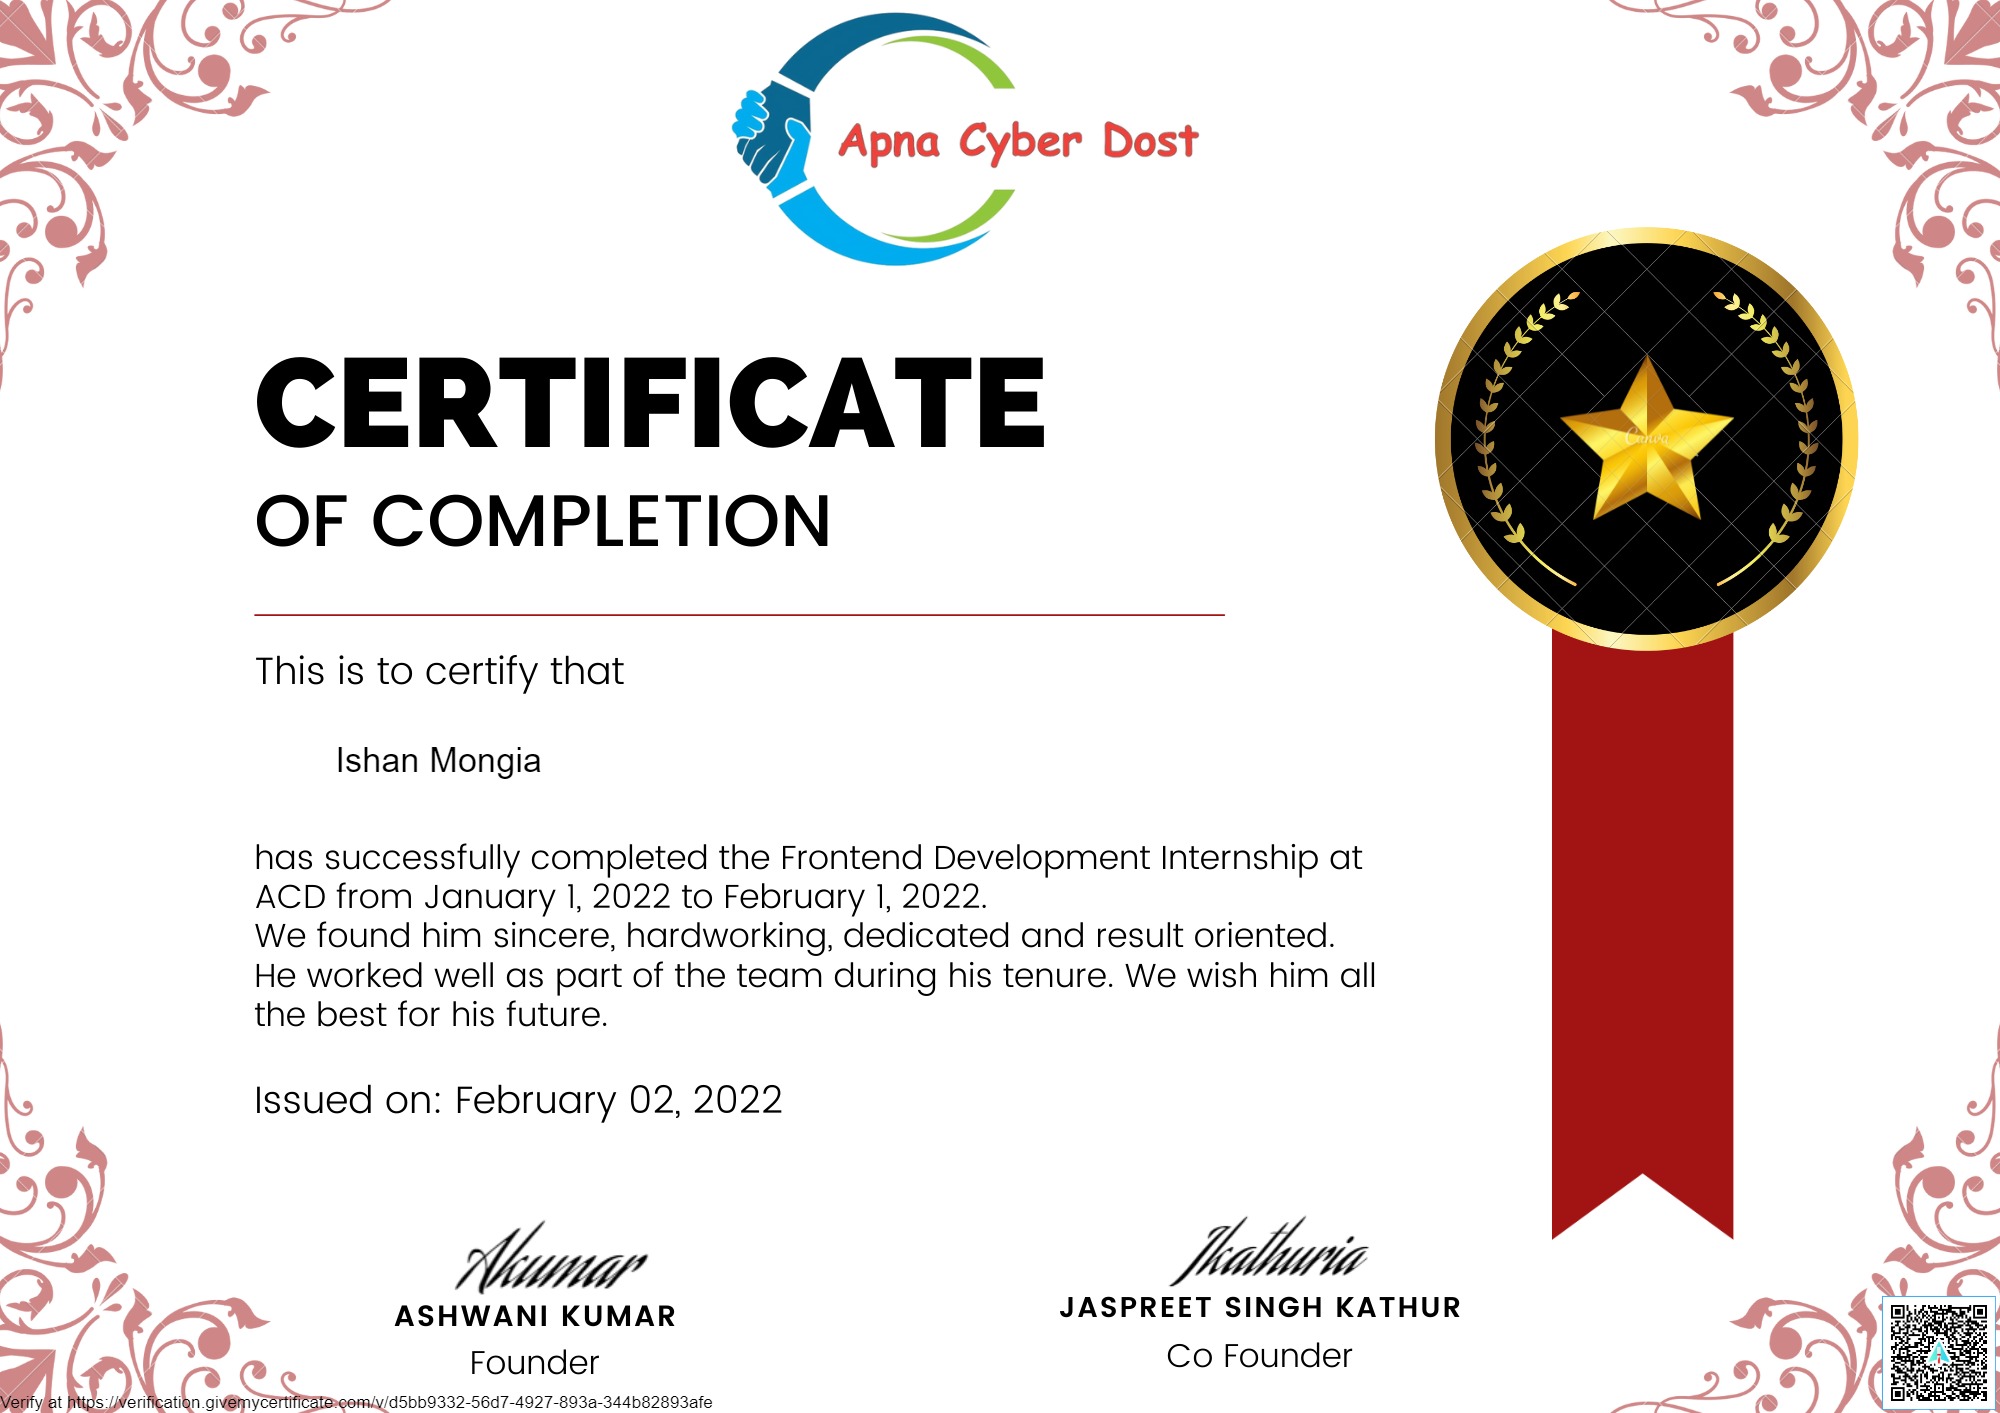 Apna Cyber Dost
CERTIFICATE
OF COMPLETION
This is to certify that
Ishan Mongia
has successfully completed the Frontend Development Internship at
ACD from January 1, 2022 to February 1, 2022.
We found him sincere, hardworking, dedicated and result oriented.
He worked well as part of the team during his tenure. We wish him all
the best for his future.
Issued on: February 02, 2022
Akumar
ASHWANI KUMAR
Founder
Jkathuria
JASPREET SINGH KATHUR
Co Founder
Verify at https://verification.givemycertificate.com/v/d5bb9332-56d7-4927-893a-344b82893afe
Canva